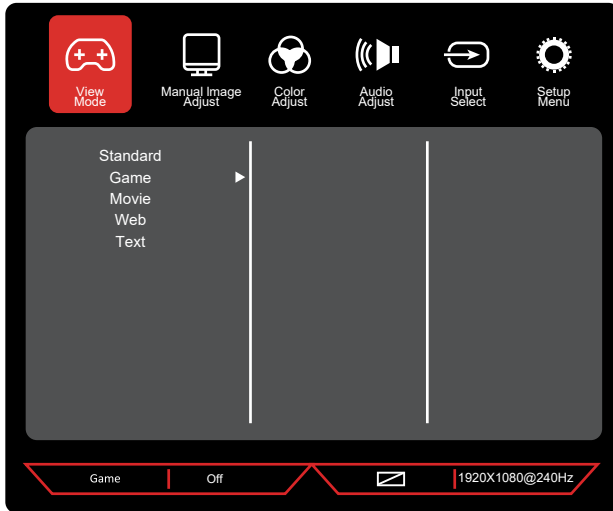 View
Mode
Manual Image
Adjust
Color
Adjust
Audio
Adjust
Input
Select
Setup
Menu
Standard
Game
Movie
Web
Text
Game
Off
1920X1080@240Hz